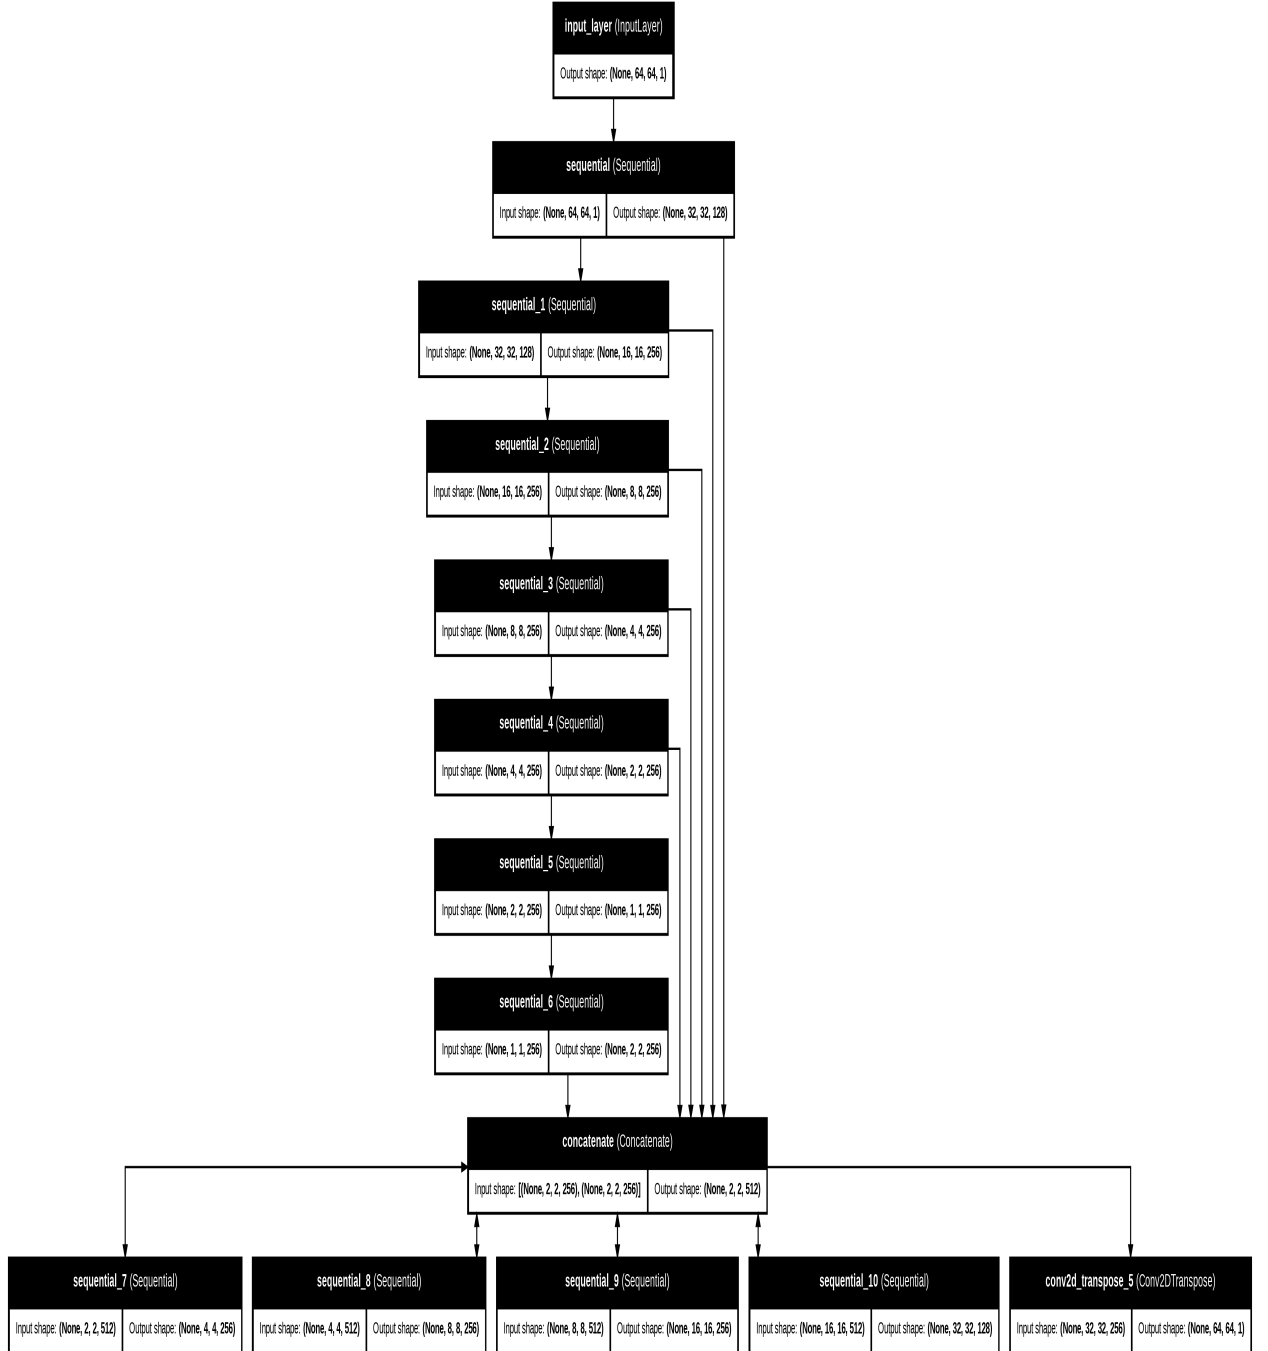 input_layer (InputLayer)
Output shape: (None, 64, 64, 1)
sequential (Sequential)
Input shape: (None, 64, 64, 1) Output shape: (None, 32, 32, 128)
sequential_1 (Sequential)
Input shape: (None, 32, 32, 128) Output shape: (None, 16, 16, 256)
sequential_2 (Sequential)
Input shape: (None, 16, 16, 256) Output shape: (None, 8, 8, 256)
sequential_3 (Sequential)
Input shape: (None, 8, 8, 256) Output shape: (None, 4, 4, 256)
sequential_4 (Sequential)
Input shape: (None, 4, 4, 256) Output shape: (None, 2, 2, 256)
sequential_5 (Sequential)
Input shape: (None, 2, 2, 256) Output shape: (None, 1, 1, 256)
sequential_6 (Sequential)
Input shape: (None, 1, 1, 256) Output shape: (None, 2, 2, 256)
concatenate (Concatenate)
Input shape: [(None, 2, 2, 256), (None, 2, 2, 256)] Output shape: (None, 2, 2, 512)
sequential_7 (Sequential) sequential_8 (Sequential) sequential_9 (Sequential) sequential_10 (Sequential) conv2d_transpose_5 (Conv2DTranspose)
Input shape: (None, 2, 2, 512) Output shape: (None, 4, 4, 256) Input shape: (None, 4, 4, 512) Output shape: (None, 8, 8, 256) Input shape: (None, 8, 8, 512) Output shape: (None, 16, 16, 256) Input shape: (None, 16, 16, 512) Output shape: (None, 32, 32, 128) Input shape: (None, 32, 32, 256) Output shape: (None, 64, 64, 1)